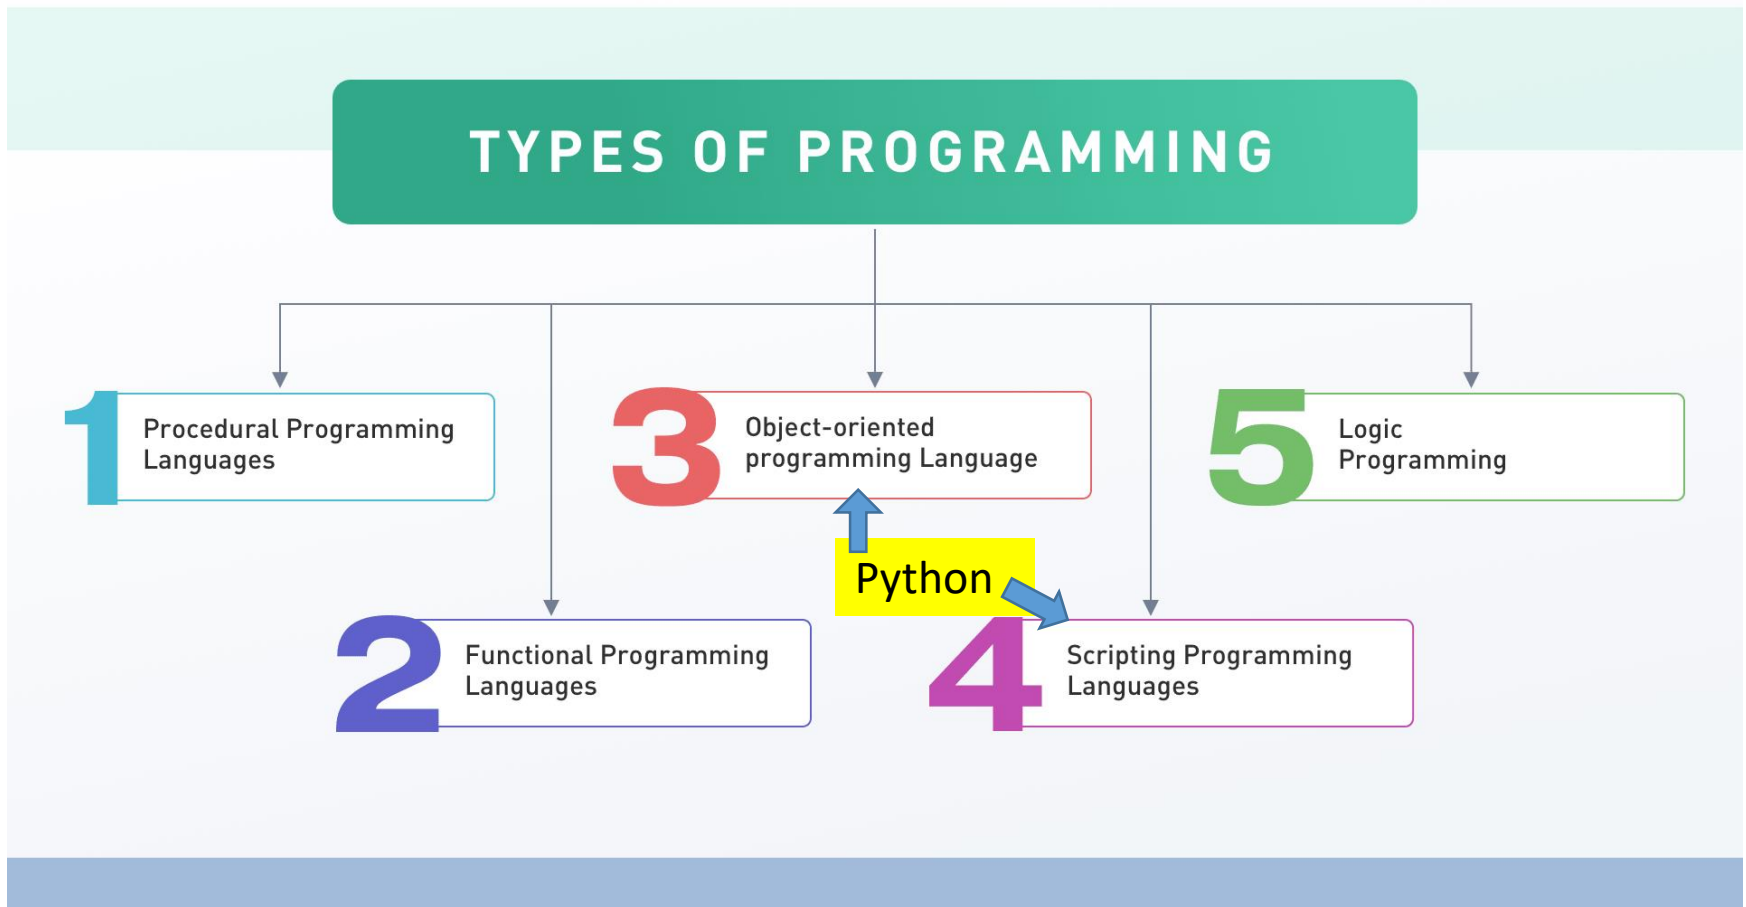 TYPES OF PROGRAMMING
1
Procedural Programming
Languages
2
Functional Programming
Languages
3
Object-oriented
programming Language
Python
4
Scripting Programming
Languages
5
Logic
Programming